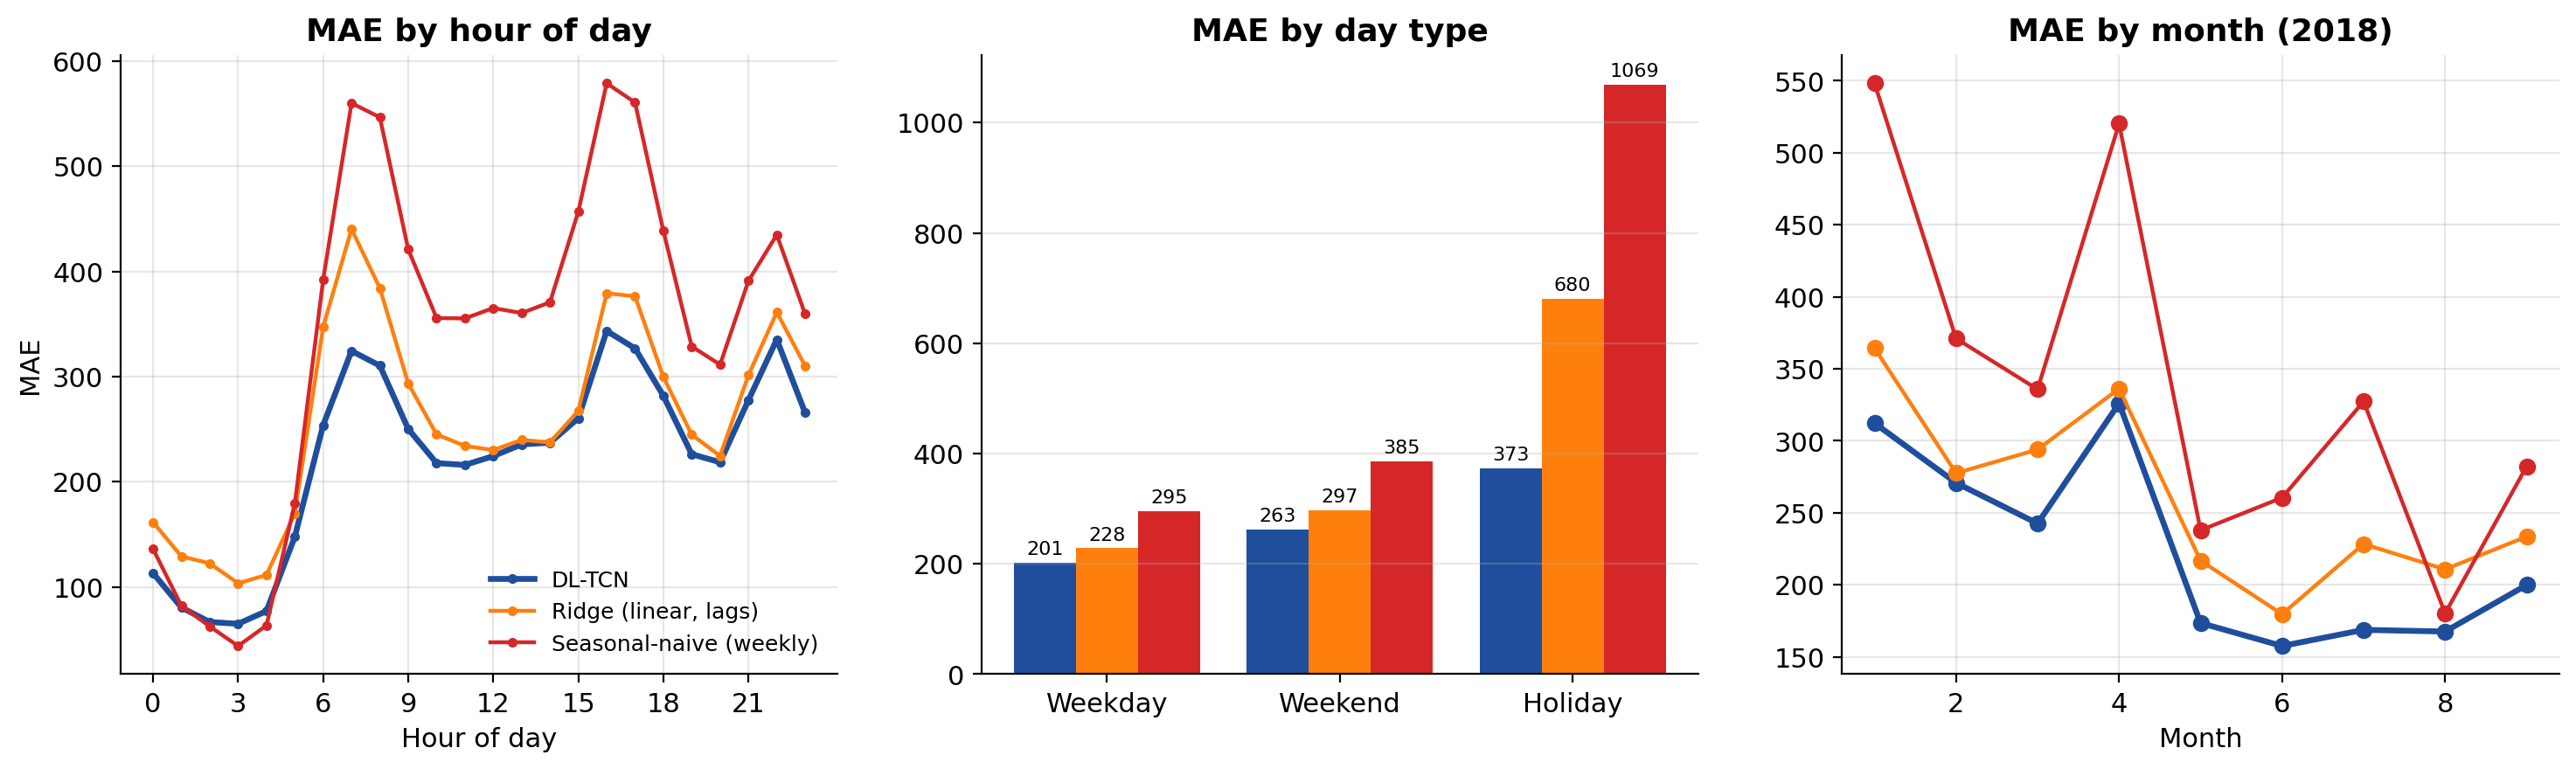 MAE by hour of day
600
500
400
300
200
100
MAE
DL-TCN
Ridge (linear, lags)
Seasonal-naive (weekly)
0 3 6 9 12 15 18 21
Hour of day
MAE by day type
1000
800
600
400
200
0
201 228 295
263 297 385
373 680 1069
Weekday Weekend Holiday
MAE by month (2018)
550
500
450
400
350
300
250
200
150
2 4 6 8
Month